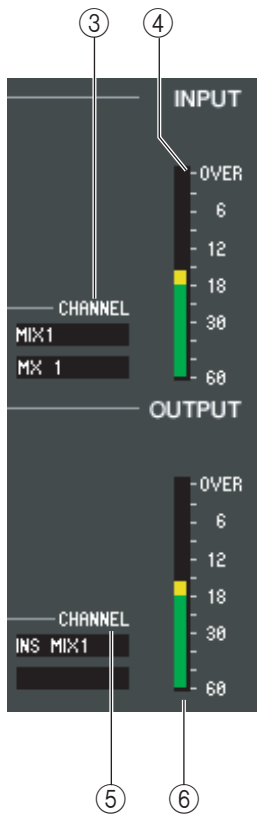 ③ ④
INPUT
OVER
6
12
18
30
60
CHANNEL
MIX1
MX 1
OUTPUT
OVER
6
12
18
30
60
CHANNEL
INS MIX1
⑤ ⑥